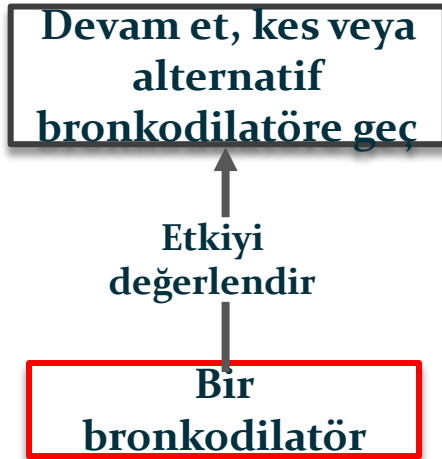 Devam et, kes veya
alternatif
bronkodilatöre geç
Etkiyi
değerlendir
Bir
bronkodilatör